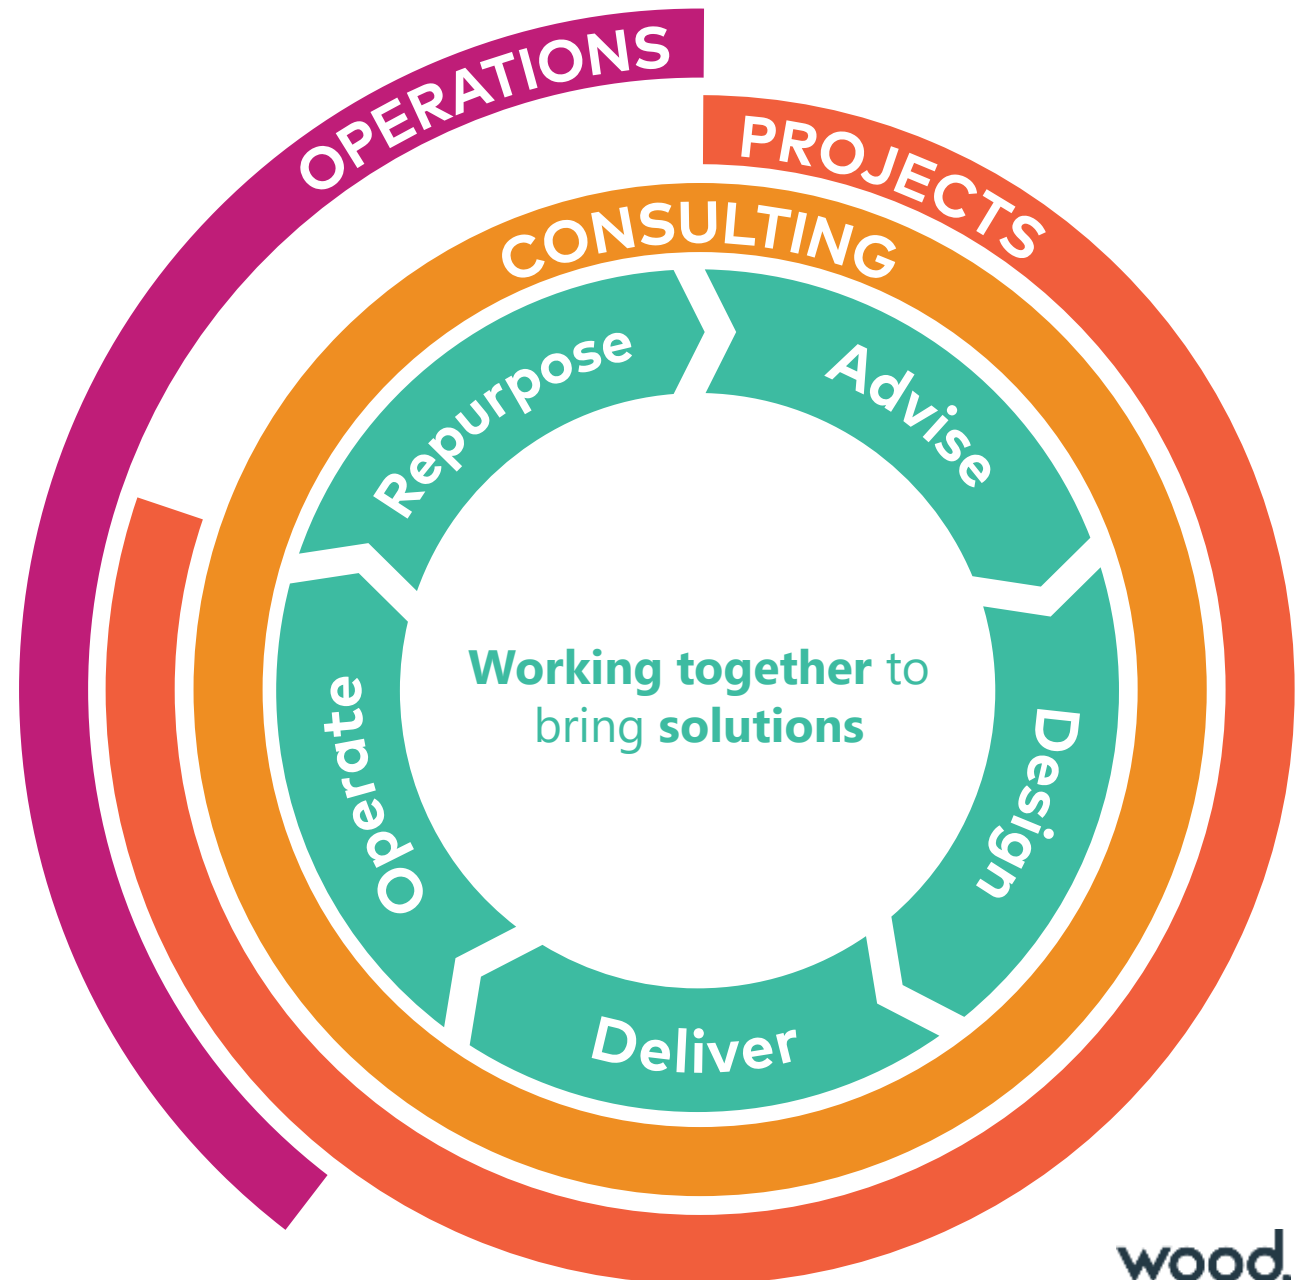 OPERATIONS
PROJECTS
CONSULTING
Repurpose
Advise
Working together to
bring solutions
Operate
Design
Deliver
wood.